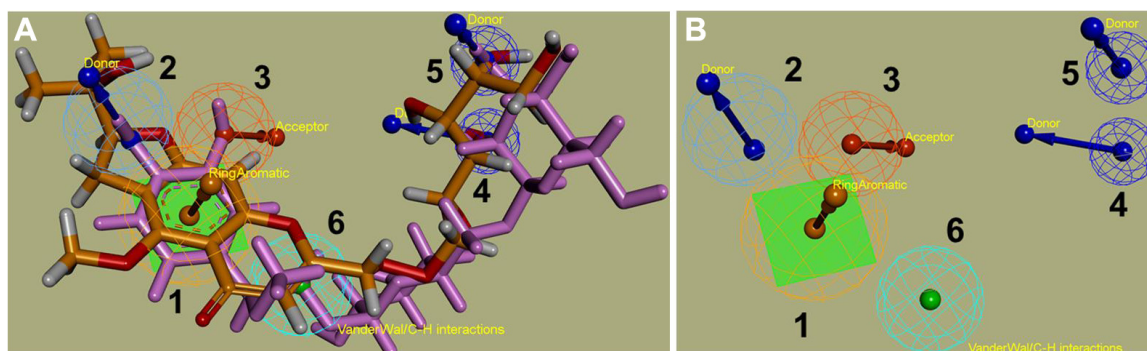 A
Donor
2
3
5
D
Acceptor
RingAromatic
4
6
1
VanderWal/C-H interactions
B
Donor
2
3
5
Donor
Donor
Acceptor
RingAromatic
4
6
1
VanderWal/C-H interactions